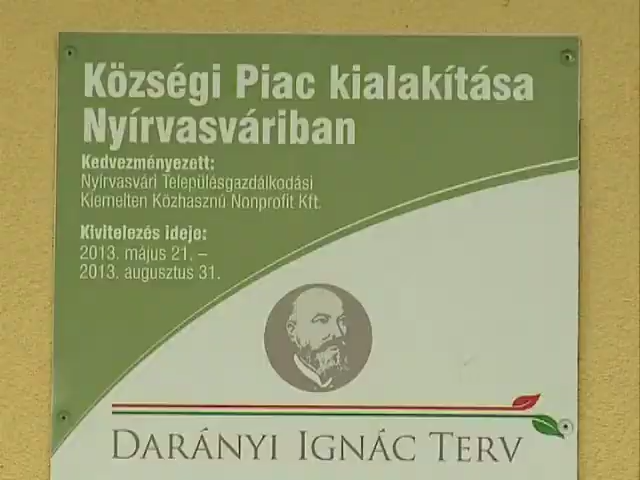 Községi Piac kialakítása
Nyírvasváriban
Kedvezményezett:
Nyírvasvári Településgazdálkodási
Kiemelten Közhasznú Nonprofit Kft.
Kivitelezés ideje:
2013. május 21. –
2013. augusztus 31.
DARÁNYI IGNÁC TERV